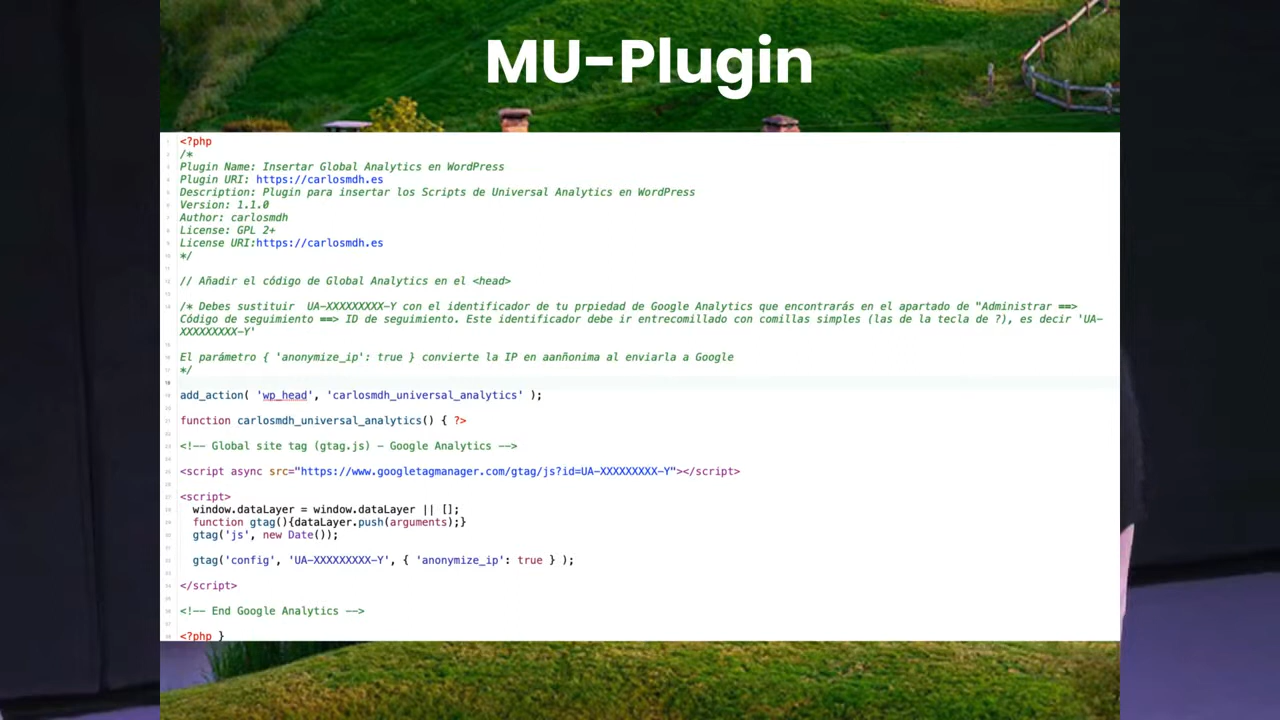 MU-Plugin
<?php
/*
Plugin Name: Insertar Global Analytics en WordPress
Plugin URI: https://carlosmdh.es
Description: Plugin para insertar los Scripts de Universal Analytics en WordPress
Version: 1.1.0
Author: carlosmdh
License: GPL 2+
License URI:https://carlosmdh.es
*/
// Añadir el código de Global Analytics en el <head>
/* Debes sustituir  UA-XXXXXXXXX-Y con el identificador de tu prpiedad de Google Analytics que encontrarás en el apartado de "Administrar ==>
Código de seguimiento ==> ID de seguimiento. Este identificador debe ir entrecomillado con comillas simples (las de la tecla de ?), es decir 'UA-
XXXXXXXXX-Y'
El parámetro { 'anonymize_ip': true } convierte la IP en aanñonima al enviarla a Google
*/
add_action( 'wp_head', 'carlosmdh_universal_analytics' );
function carlosmdh_universal_analytics() { ?>
<!-- Global site tag (gtag.js) - Google Analytics -->
<script async src="https://www.googletagmanager.com/gtag/js?id=UA-XXXXXXXXX-Y"></script>
<script>
window.dataLayer = window.dataLayer || [];
function gtag(){dataLayer.push(arguments);}
gtag('js', new Date());
gtag('config', 'UA-XXXXXXXXX-Y', { 'anonymize_ip': true } );
</script>
<!-- End Google Analytics -->
<?php }